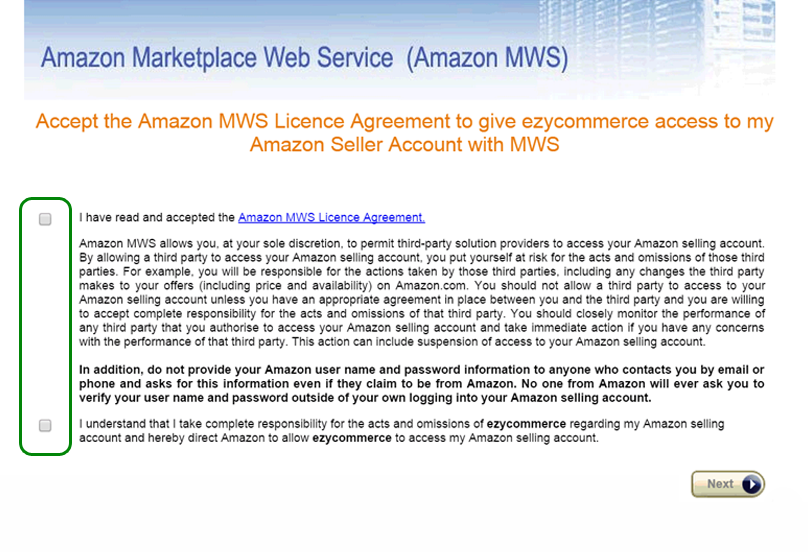 Amazon Marketplace Web Service (Amazon MWS)
Accept the Amazon MWS Licence Agreement to give ezycommerce access to my
Amazon Seller Account with MWS
I have read and accepted the Amazon MWS Licence Agreement.
Amazon MWS allows you, at your sole discretion, to permit third-party solution providers to access your Amazon selling account.
By allowing a third party to access your Amazon selling account, you put yourself at risk for the acts and omissions of those third
parties. For example, you will be responsible for the actions taken by those third parties, including any changes the third party
makes to your offers (including price and availability) on Amazon.com. You should not allow a third party to access to your
Amazon selling account unless you have an appropriate agreement in place between you and the third party and you are willing
to accept complete responsibility for the acts and omissions of that third party. You should closely monitor the performance of
any third party that you authorise to access your Amazon selling account and take immediate action if you have any concerns
with the performance of that third party. This action can include suspension of access to your Amazon selling account.
In addition, do not provide your Amazon user name and password information to anyone who contacts you by email or
phone and asks for this information even if they claim to be from Amazon. No one from Amazon will ever ask you to
verify your user name and password outside of your own logging into your Amazon selling account.
I understand that I take complete responsibility for the acts and omissions of ezycommerce regarding my Amazon selling
account and hereby direct Amazon to allow ezycommerce to access my Amazon selling account.
Next